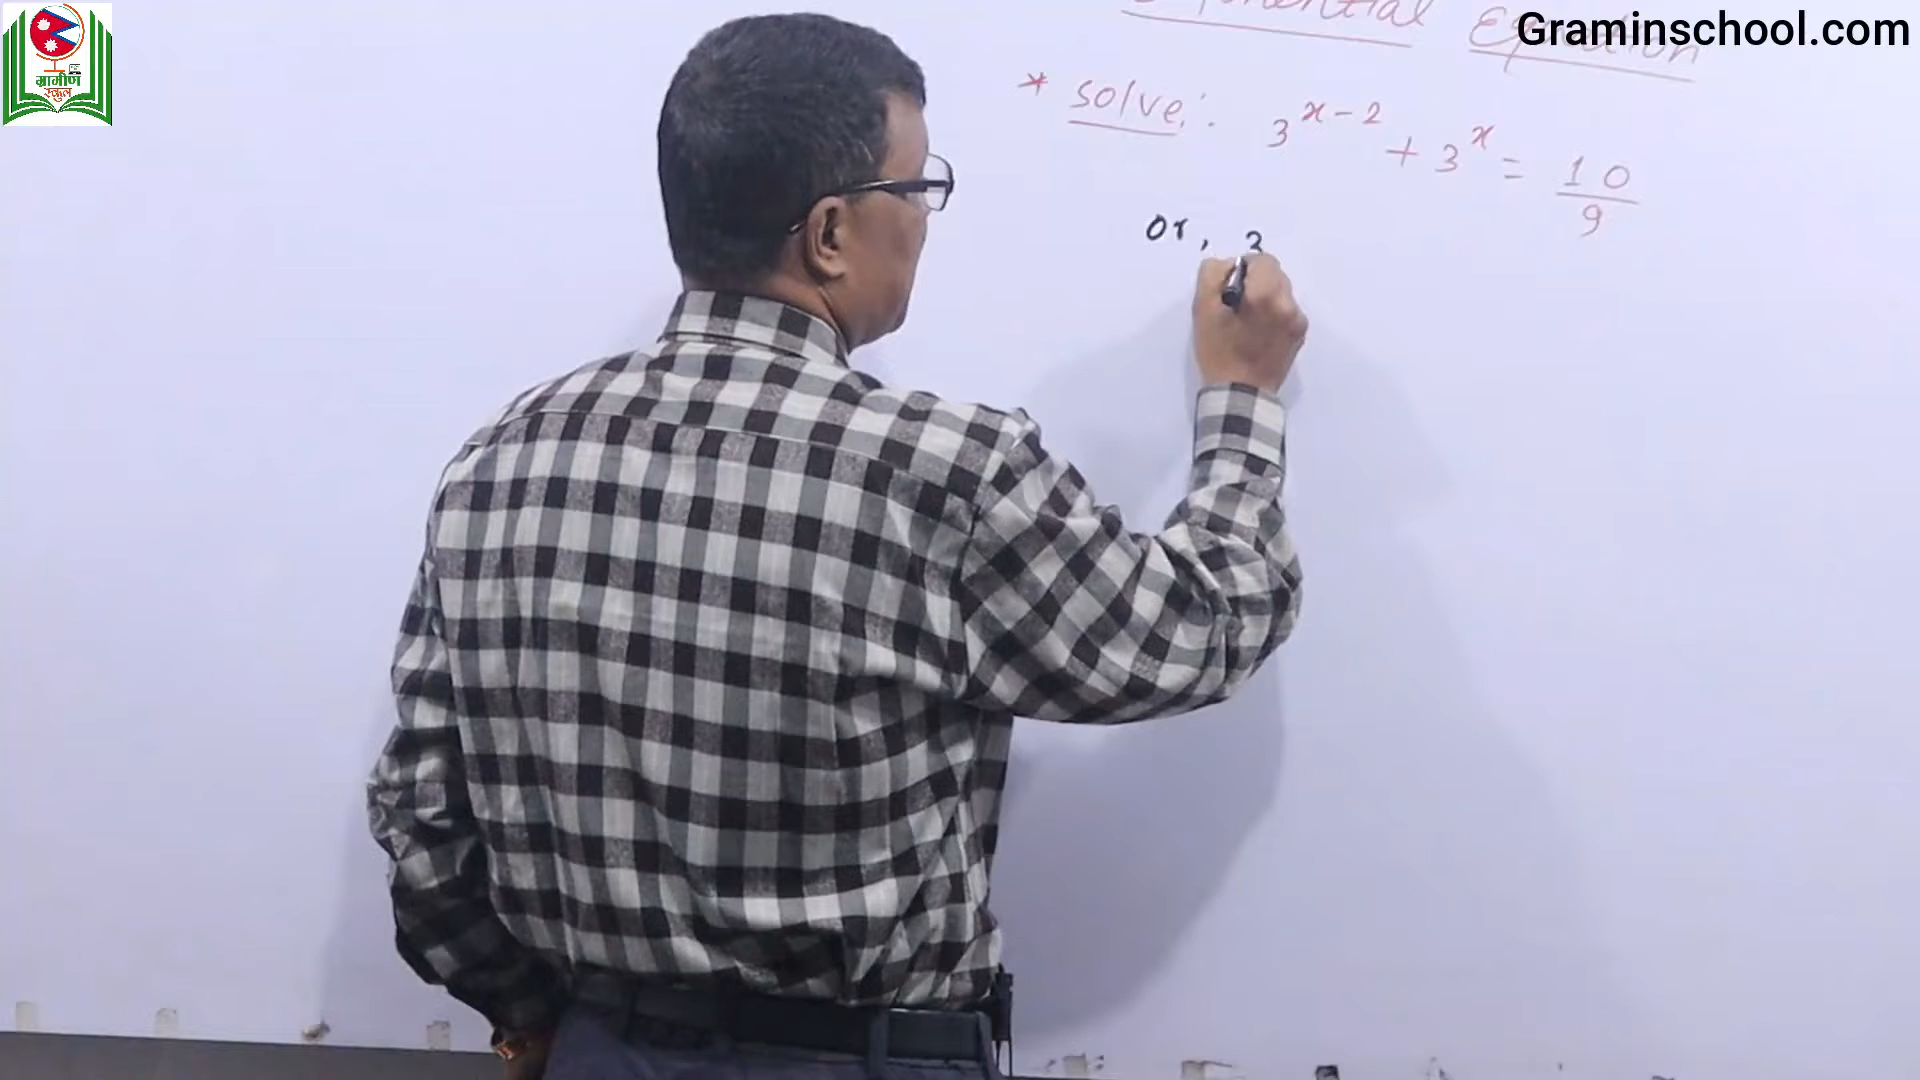 Graminschool.com
ग्रामीण
स्कुल
Exponential Equation
* Solve: 3^{x-2} + 3^x = 10/9
or, 3